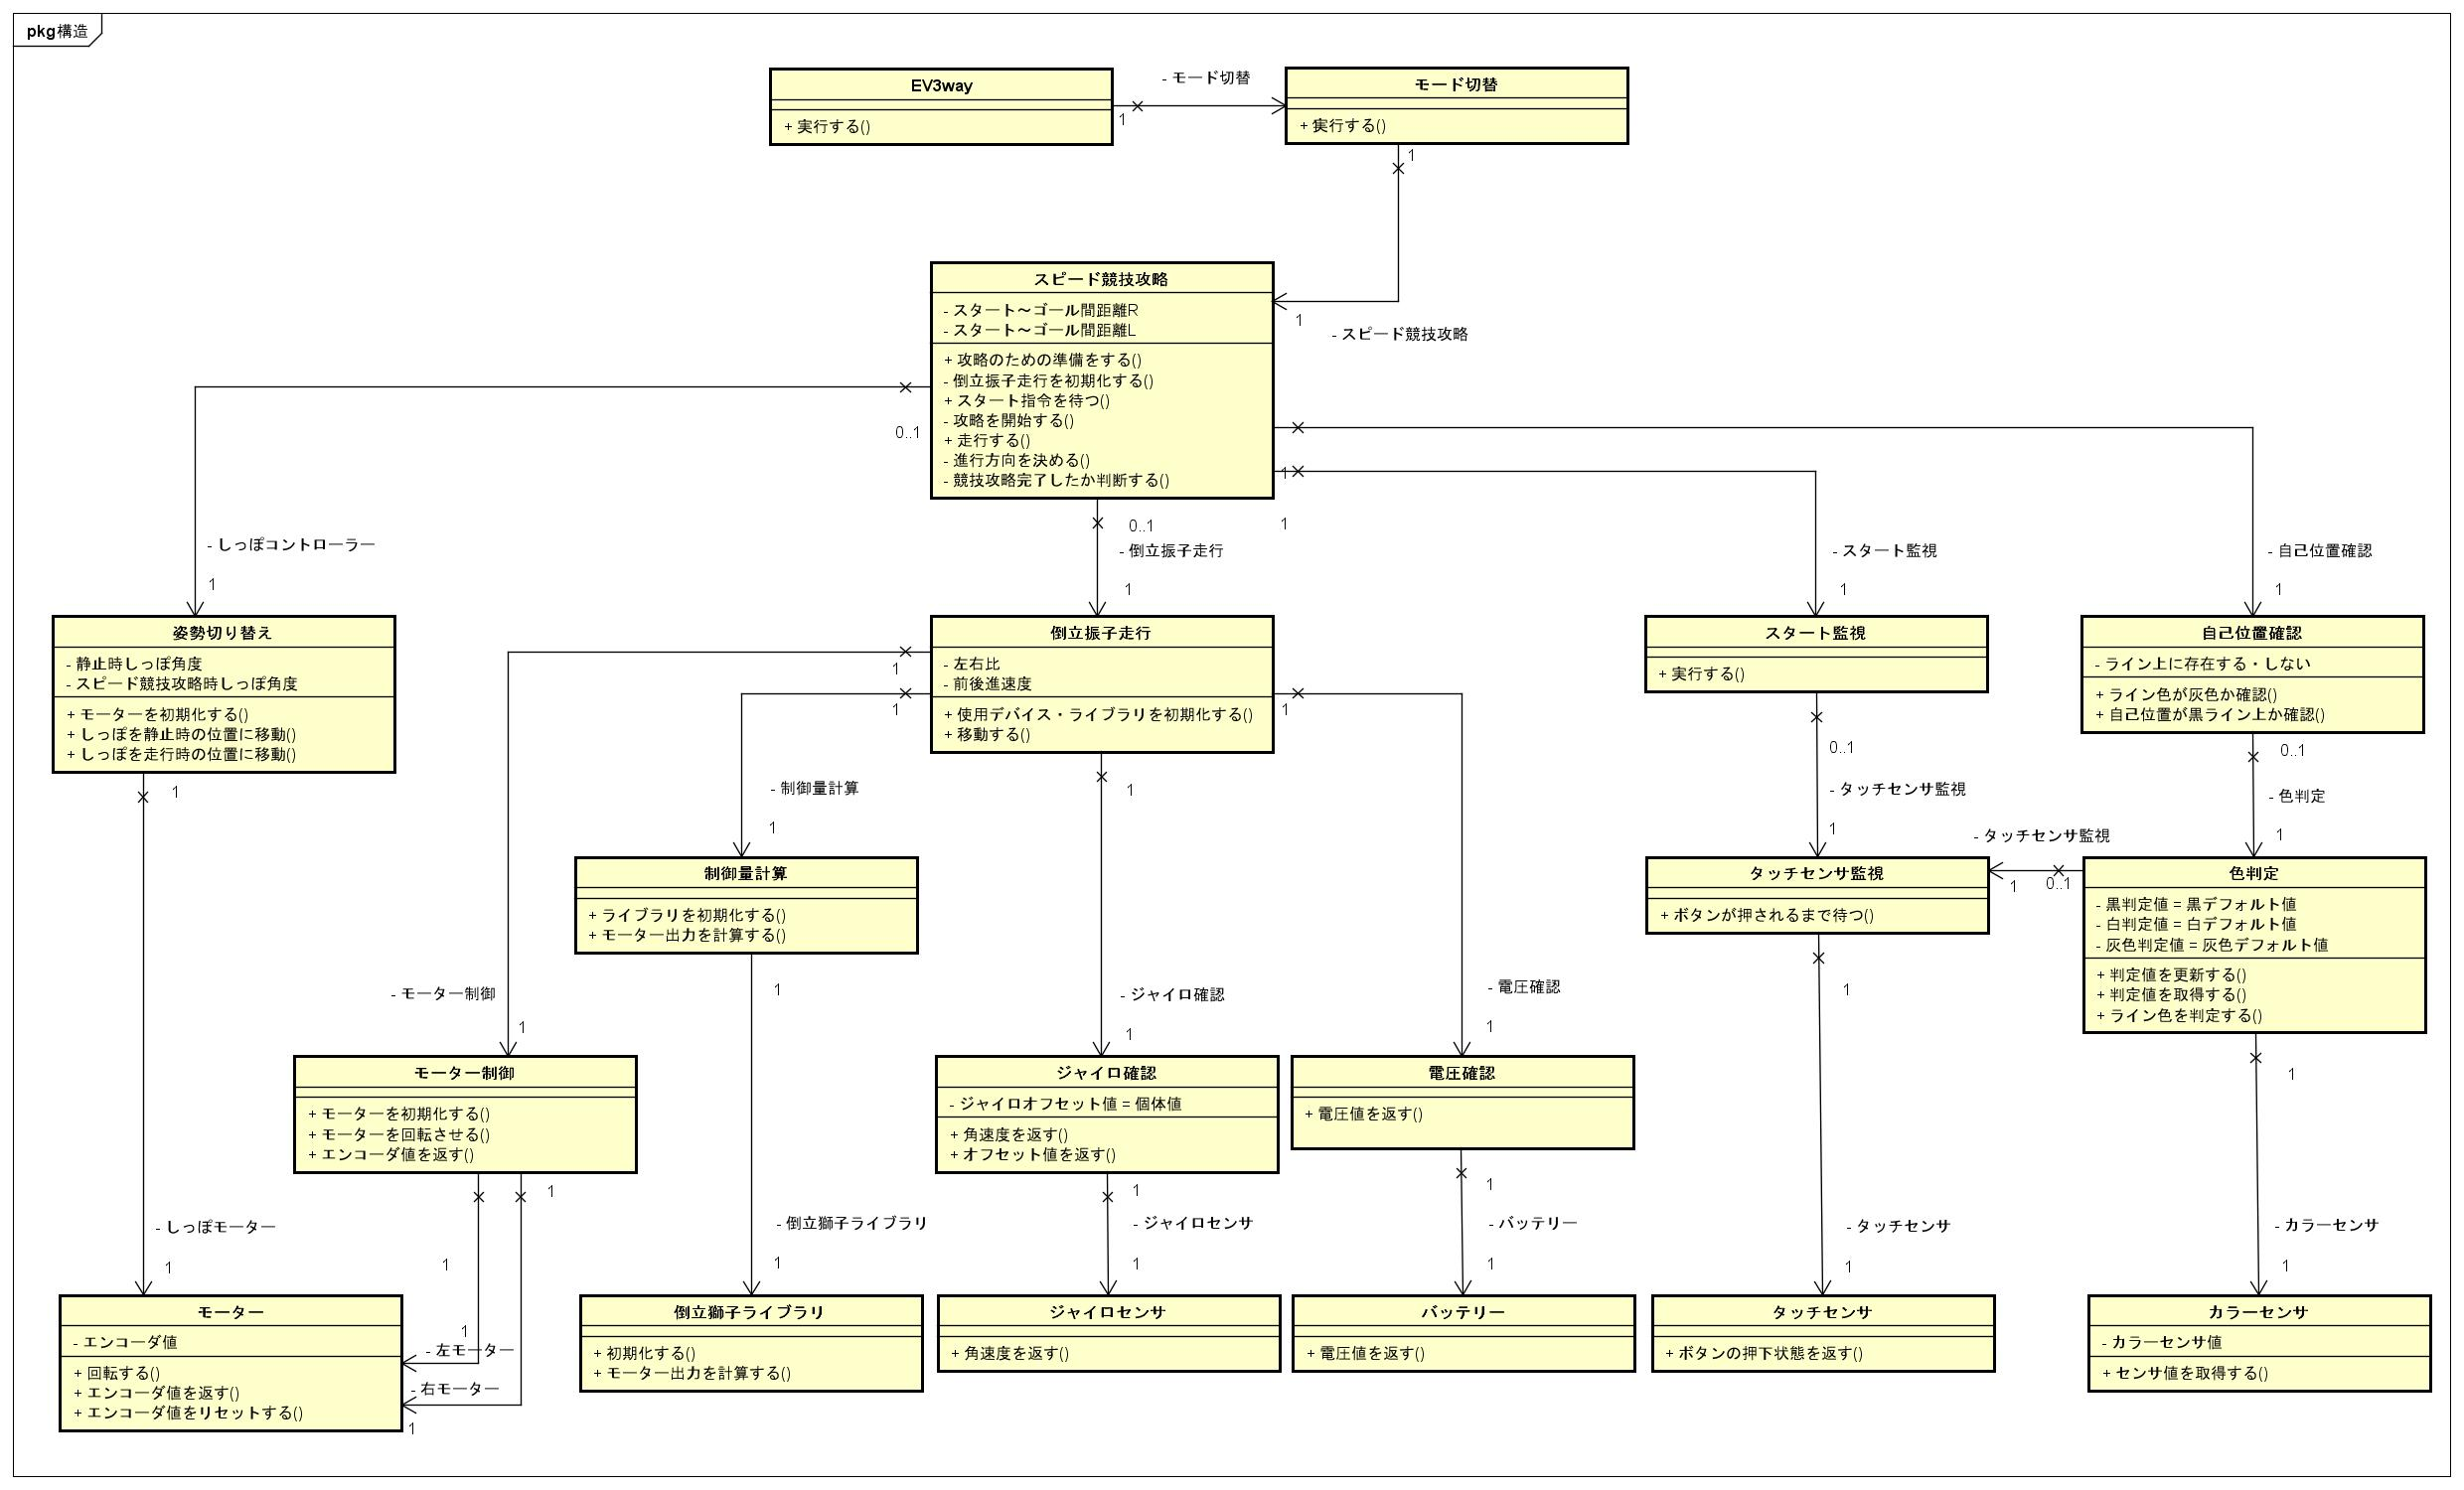 pkg構造
EV3way
+ 実行する()
- モード切替
1
モード切替
+ 実行する()
1
スピード競技攻略
- スタート～ゴール間距離R
- スタート～ゴール間距離L
+ 攻略のための準備をする()
- 倒立振子走行を初期化する()
+ スタート指令を待つ()
- 攻略を開始する()
+ 走行する()
- 進行方向を決める()
- 競技攻略完了したか判断する()
1
- スピード競技攻略
0..1
1
0..1
1
- しっぽコントローラー
1
- 倒立振子走行
1
- スタート監視
1
- 自己位置確認
1
姿勢切り替え
- 静止時しっぽ角度
- スピード競技攻略時しっぽ角度
+ モーターを初期化する()
+ しっぽを静止時の位置に移動()
+ しっぽを走行時の位置に移動()
1
倒立振子走行
- 左右比
- 前後進速度
+ 使用デバイス・ライブラリを初期化する()
+ 移動する()
1
1
1
1
スタート監視
+ 実行する()
0..1
- タッチセンサ監視
1
自己位置確認
- ライン上に存在する・しない
+ ライン色が灰色か確認()
+ 自己位置が黒ライン上か確認()
0..1
- 色判定
1
- 制御量計算
1
制御量計算
+ ライブラリを初期化する()
+ モーター出力を計算する()
1
タッチセンサ監視
+ ボタンが押されるまで待つ()
1
- タッチセンサ監視
1
0..1
色判定
- 黒判定値 = 黒デフォルト値
- 白判定値 = 白デフォルト値
- 灰色判定値 = 灰色デフォルト値
+ 判定値を更新する()
+ 判定値を取得する()
+ ライン色を判定する()
1
- モーター制御
1
- ジャイロ確認
1
- 電圧確認
1
モーター制御
+ モーターを初期化する()
+ モーターを回転させる()
+ エンコーダ値を返す()
1
1
ジャイロ確認
- ジャイロオフセット値 = 個体値
+ 角速度を返す()
+ オフセット値を返す()
1
電圧確認
+ 電圧値を返す()
1
- しっぽモーター
1
- 倒立獅子ライブラリ
1
- ジャイロセンサ
1
- バッテリー
1
- タッチセンサ
1
- カラーセンサ
1
モーター
- エンコーダ値
+ 回転する()
+ エンコーダ値を返す()
+ エンコーダ値をリセットする()
1
- 左モーター
- 右モーター
1
倒立獅子ライブラリ
+ 初期化する()
+ モーター出力を計算する()
ジャイロセンサ
+ 角速度を返す()
バッテリー
+ 電圧値を返す()
タッチセンサ
+ ボタンの押下状態を返す()
カラーセンサ
- カラーセンサ値
+ センサ値を取得する()